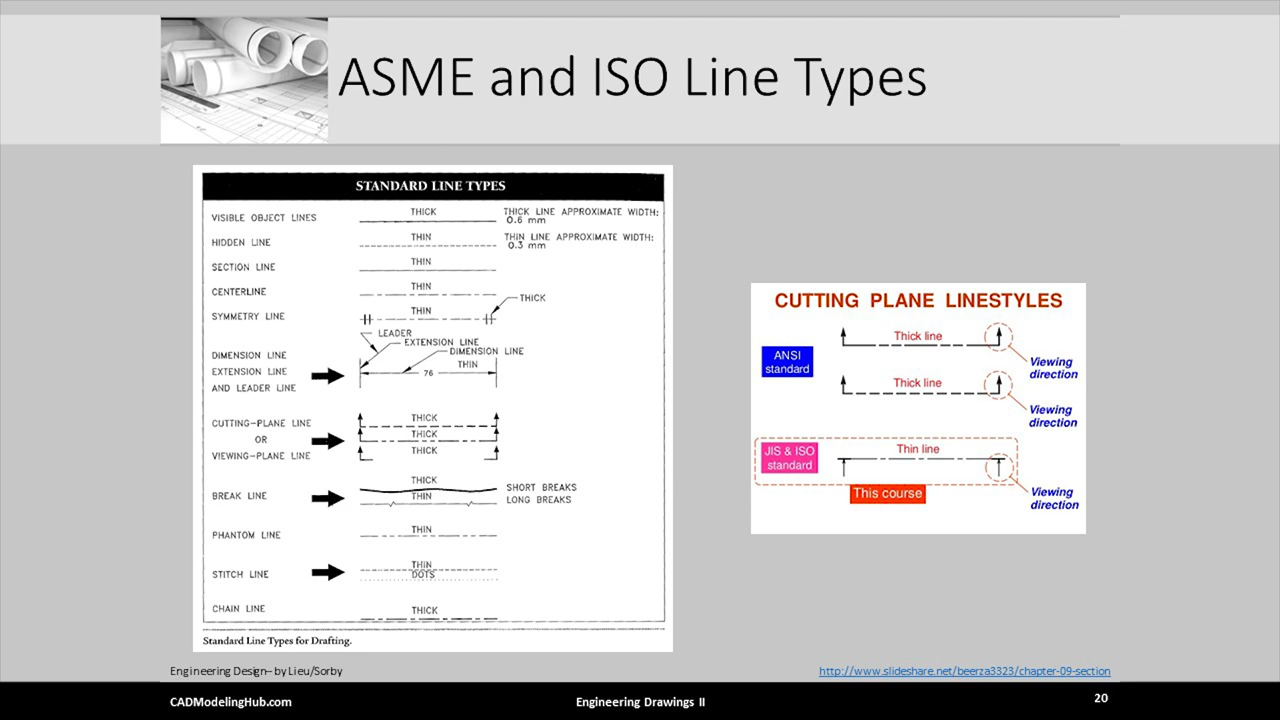 ASME and ISO Line Types
STANDARD LINE TYPES
VISIBLE OBJECT LINES
THICK
THICK LINE APPROXIMATE WIDTH:
0.6 mm
HIDDEN LINE
THIN
THIN LINE APPROXIMATE WIDTH:
0.3 mm
SECTION LINE
THIN
CENTERLINE
THIN
SYMMETRY LINE
THIN
THICK
LEADER
EXTENSION LINE
DIMENSION LINE
THIN
76
DIMENSION LINE
EXTENSION LINE
AND LEADER LINE
CUTTING-PLANE LINE
OR
VIEWING-PLANE LINE
THICK
THICK
THICK
BREAK LINE
THICK
THIN
SHORT BREAKS
LONG BREAKS
PHANTOM LINE
THIN
STITCH LINE
THIN
DOTS
CHAIN LINE
THICK
Standard Line Types for Drafting.
CUTTING PLANE LINESTYLES
ANSI
standard
Thick line
Viewing
direction
Thick line
Viewing
direction
JIS & ISO
standard
Thin line
This course
Viewing
direction
Engineering Design– by Lieu/Sorby
http://www.slideshare.net/beerza3323/chapter-09-section
CADModelingHub.com
Engineering Drawings II
20